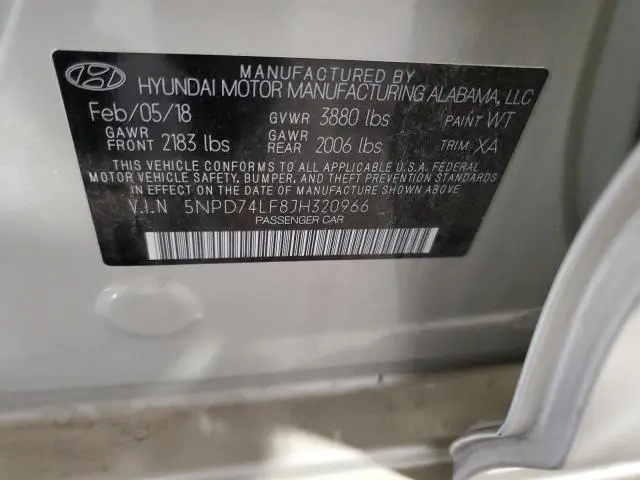 MANUFACTURED BY
HYUNDAI MOTOR MANUFACTURING ALABAMA, LLC
Feb/05/18 GVWR 3880 lbs PAINT WT
GAWR FRONT 2183 lbs GAWR REAR 2006 lbs TRIM XA
THIS VEHICLE CONFORMS TO ALL APPLICABLE U.S.A. FEDERAL
MOTOR VEHICLE SAFETY, BUMPER, AND THEFT PREVENTION STANDARDS
IN EFFECT ON THE DATE OF MANUFACTURE SHOWN ABOVE.
V.I.N 5NPD74LF8JH320966
PASSENGER CAR